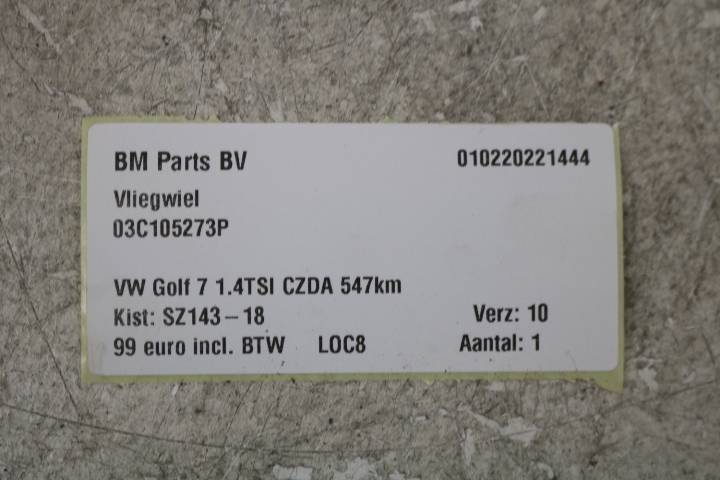 BM Parts BV 010220221444
Vliegwiel
03C105273P
VW Golf 7 1.4TSI CZDA 547km
Kist: SZ143-18 Verz: 10
99 euro incl. BTW LOC8 Aantal: 1